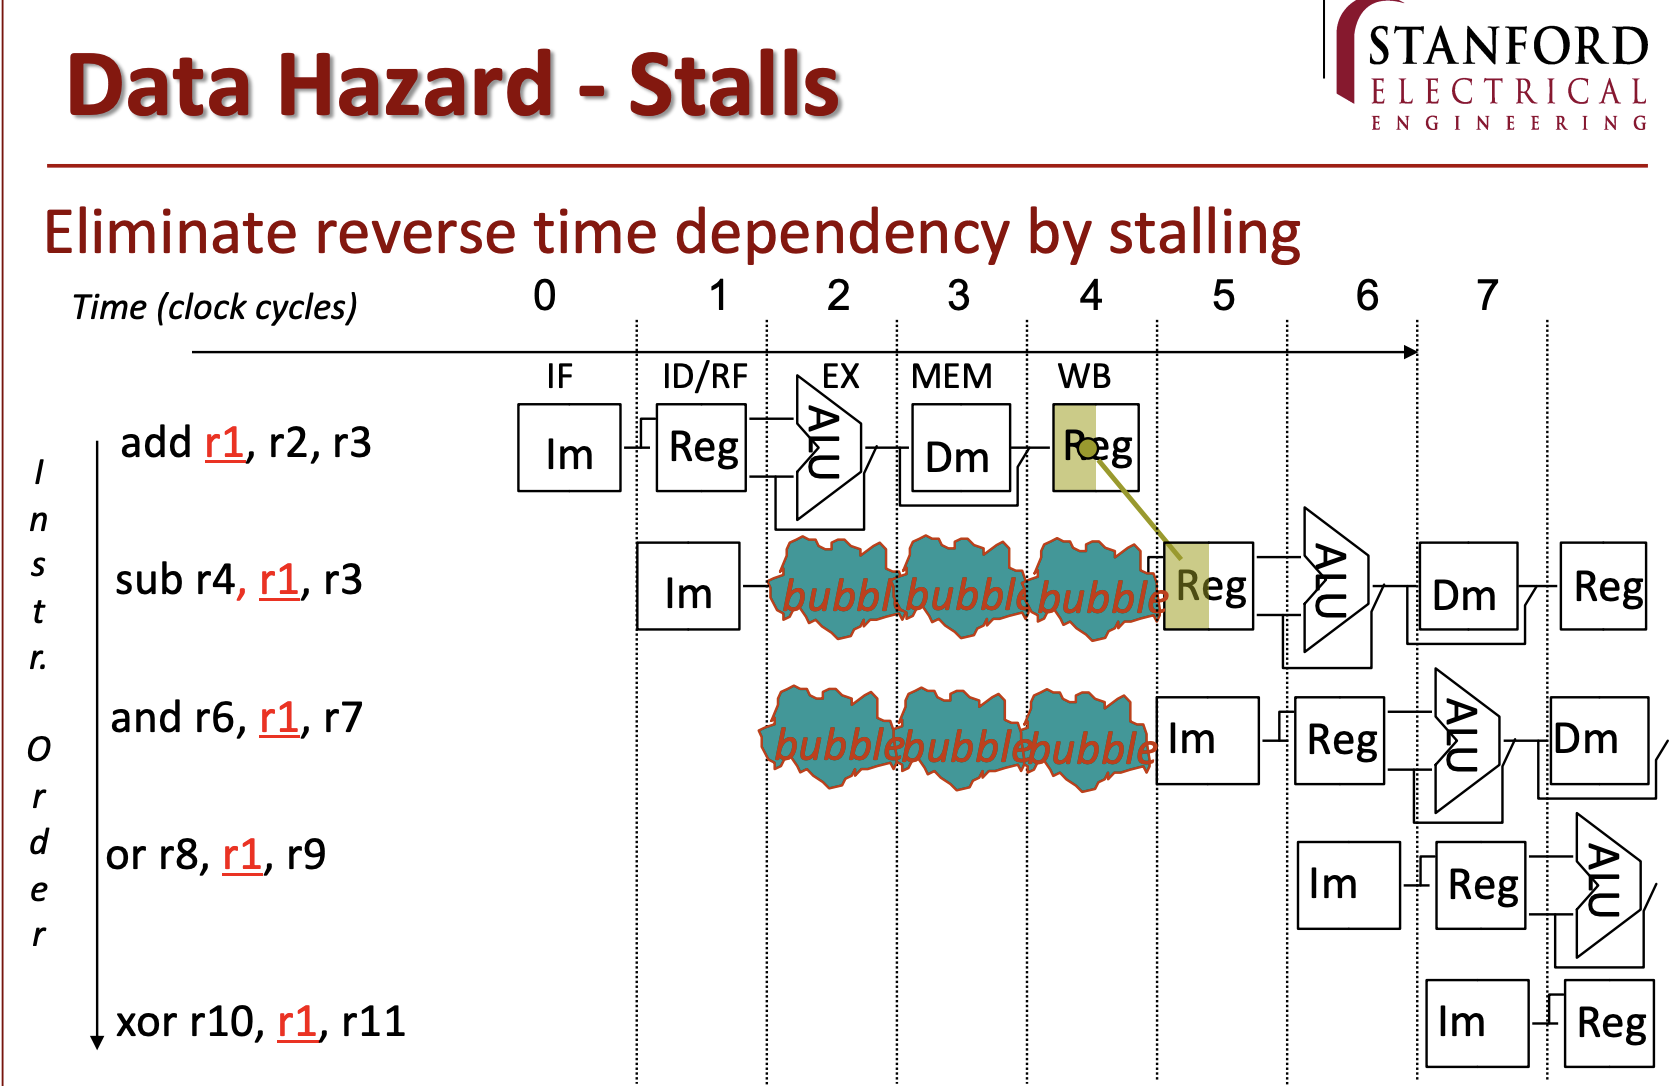 Data Hazard - Stalls
STANFORD
ELECTRICAL
ENGINEERING
Eliminate reverse time dependency by stalling
Time (clock cycles)
0 1 2 3 4 5 6 7
IF ID/RF EX MEM WB
Instr. Order
add r1, r2, r3
Im Reg ALU Dm Reg
sub r4, r1, r3
Im bubbl bubble bubble Reg ALU Dm Reg
and r6, r1, r7
bubble bubble bubble Im Reg ALU Dm
or r8, r1, r9
Im Reg ALU
xor r10, r1, r11
Im Reg